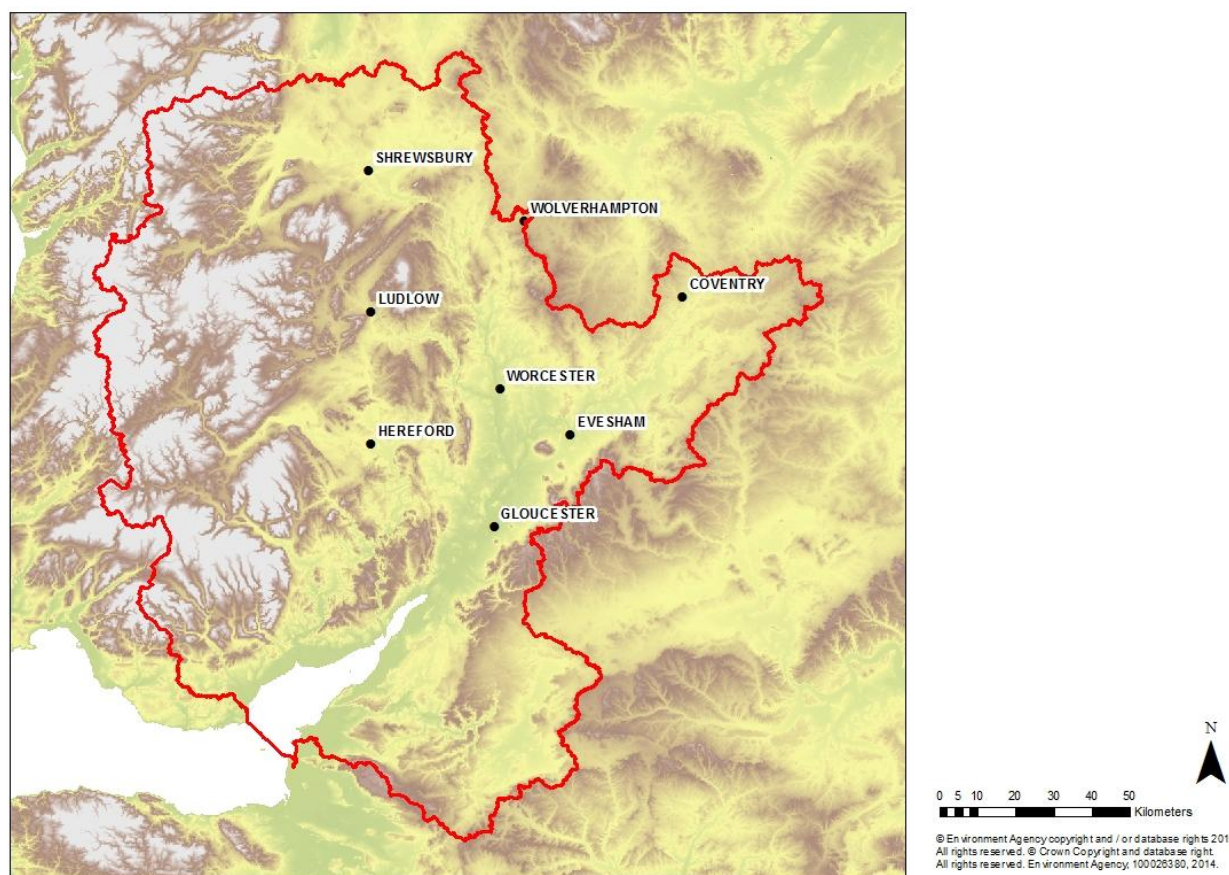 SHREWSBURY
WOLVERHAMPTON
COVENTRY
LUDLOW
WORCESTER
EVESHAM
HEREFORD
GLOUCESTER
N
0 5 10 20 30 40 50
Kilometers
© Environment Agency copyright and / or database rights 201
All rights reserved. © Crown Copyright and database right.
All rights reserved. Environment Agency, 100026380, 2014.